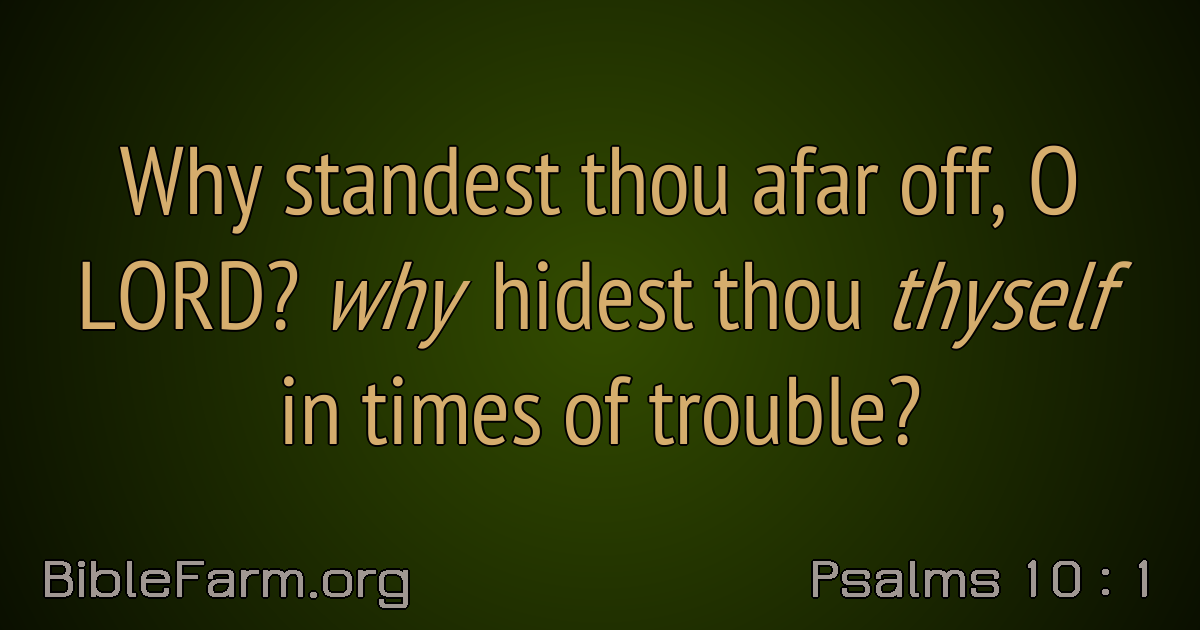 Why standest thou afar off, O
LORD? why hidest thou thyself
in times of trouble?
BibleFarm.org
Psalms 10 : 1